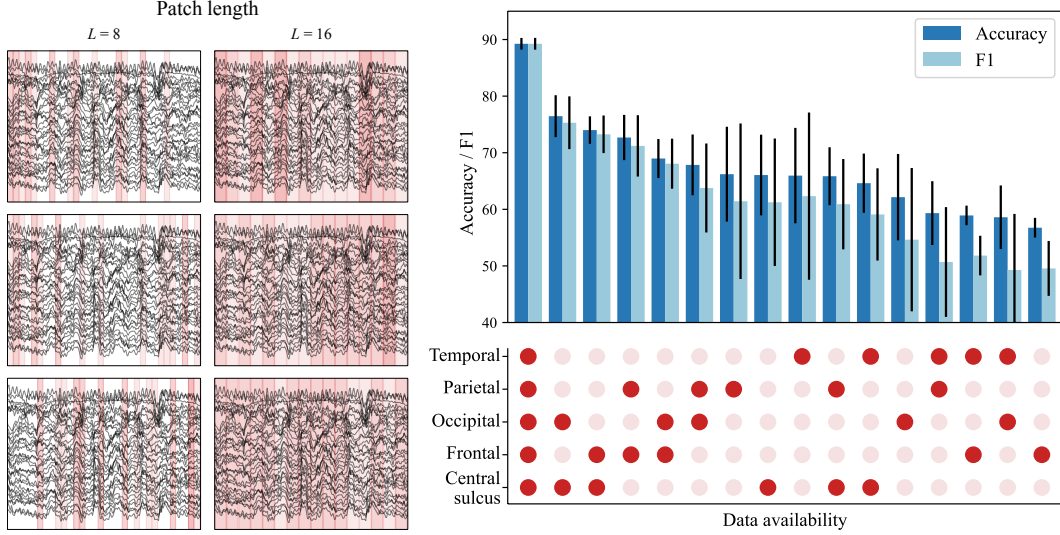 Patch length
L = 8
L = 16
Accuracy / F1
90
80
70
60
50
40
Accuracy
F1
Temporal
Parietal
Occipital
Frontal
Central
sulcus
Data availability